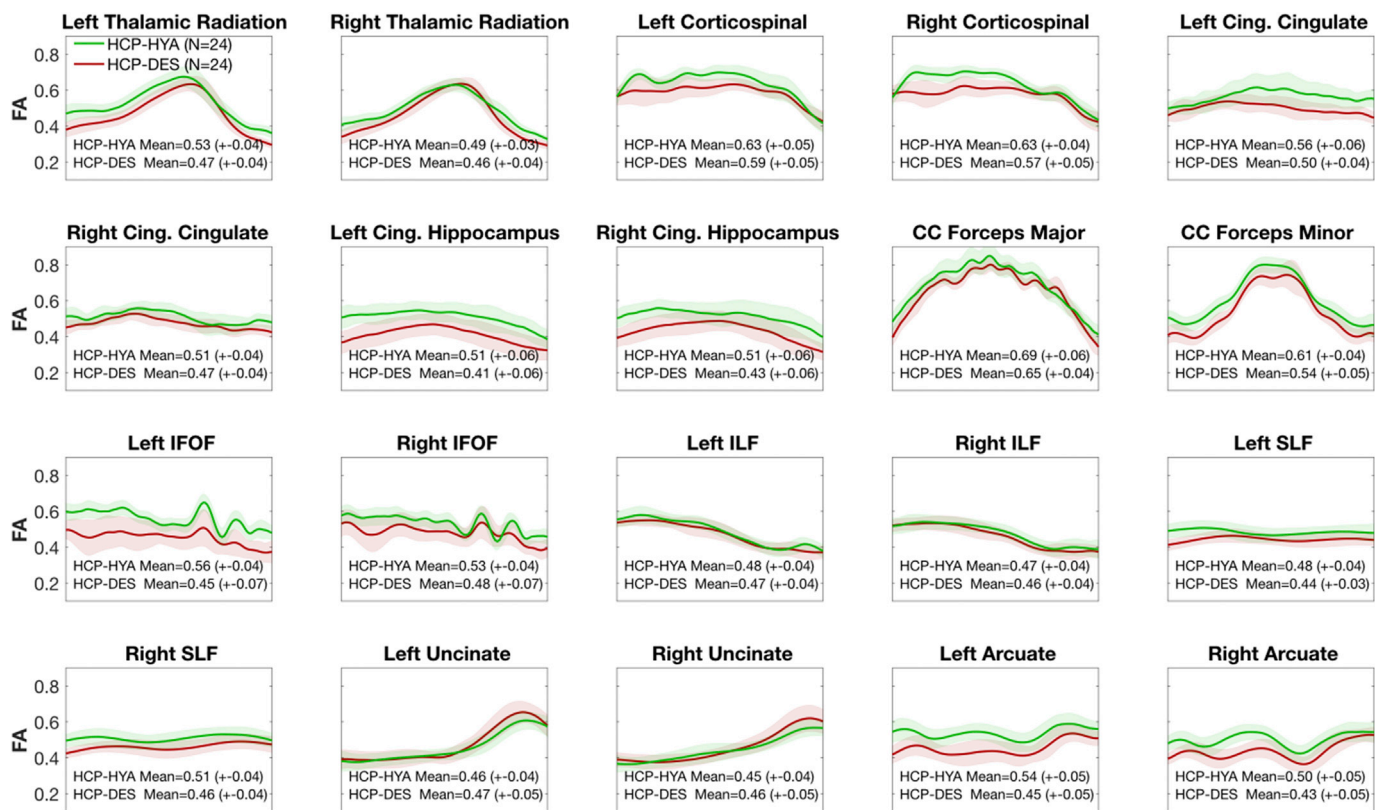 Left Thalamic Radiation
Right Thalamic Radiation
Left Corticospinal
Right Corticospinal
Left Cing. Cingulate
FA
0.8
0.6
0.4
0.2
HCP-HYA (N=24)
HCP-DES (N=24)
HCP-HYA Mean=0.53 (+-0.04)
HCP-DES Mean=0.47 (+-0.04)
HCP-HYA Mean=0.49 (+-0.03)
HCP-DES Mean=0.46 (+-0.04)
HCP-HYA Mean=0.63 (+-0.05)
HCP-DES Mean=0.59 (+-0.05)
HCP-HYA Mean=0.63 (+-0.04)
HCP-DES Mean=0.57 (+-0.05)
HCP-HYA Mean=0.56 (+-0.06)
HCP-DES Mean=0.50 (+-0.04)
Right Cing. Cingulate
Left Cing. Hippocampus
Right Cing. Hippocampus
CC Forceps Major
CC Forceps Minor
FA
0.8
0.6
0.4
0.2
HCP-HYA Mean=0.51 (+-0.04)
HCP-DES Mean=0.47 (+-0.04)
HCP-HYA Mean=0.51 (+-0.06)
HCP-DES Mean=0.41 (+-0.06)
HCP-HYA Mean=0.51 (+-0.06)
HCP-DES Mean=0.43 (+-0.06)
HCP-HYA Mean=0.69 (+-0.06)
HCP-DES Mean=0.65 (+-0.04)
HCP-HYA Mean=0.61 (+-0.04)
HCP-DES Mean=0.54 (+-0.05)
Left IFOF
Right IFOF
Left ILF
Right ILF
Left SLF
FA
0.8
0.6
0.4
0.2
HCP-HYA Mean=0.56 (+-0.04)
HCP-DES Mean=0.45 (+-0.07)
HCP-HYA Mean=0.53 (+-0.04)
HCP-DES Mean=0.48 (+-0.07)
HCP-HYA Mean=0.48 (+-0.04)
HCP-DES Mean=0.47 (+-0.04)
HCP-HYA Mean=0.47 (+-0.04)
HCP-DES Mean=0.46 (+-0.04)
HCP-HYA Mean=0.48 (+-0.04)
HCP-DES Mean=0.44 (+-0.03)
Right SLF
Left Uncinate
Right Uncinate
Left Arcuate
Right Arcuate
FA
0.8
0.6
0.4
0.2
HCP-HYA Mean=0.51 (+-0.04)
HCP-DES Mean=0.46 (+-0.04)
HCP-HYA Mean=0.46 (+-0.04)
HCP-DES Mean=0.47 (+-0.05)
HCP-HYA Mean=0.45 (+-0.04)
HCP-DES Mean=0.46 (+-0.05)
HCP-HYA Mean=0.54 (+-0.05)
HCP-DES Mean=0.45 (+-0.05)
HCP-HYA Mean=0.50 (+-0.05)
HCP-DES Mean=0.43 (+-0.05)